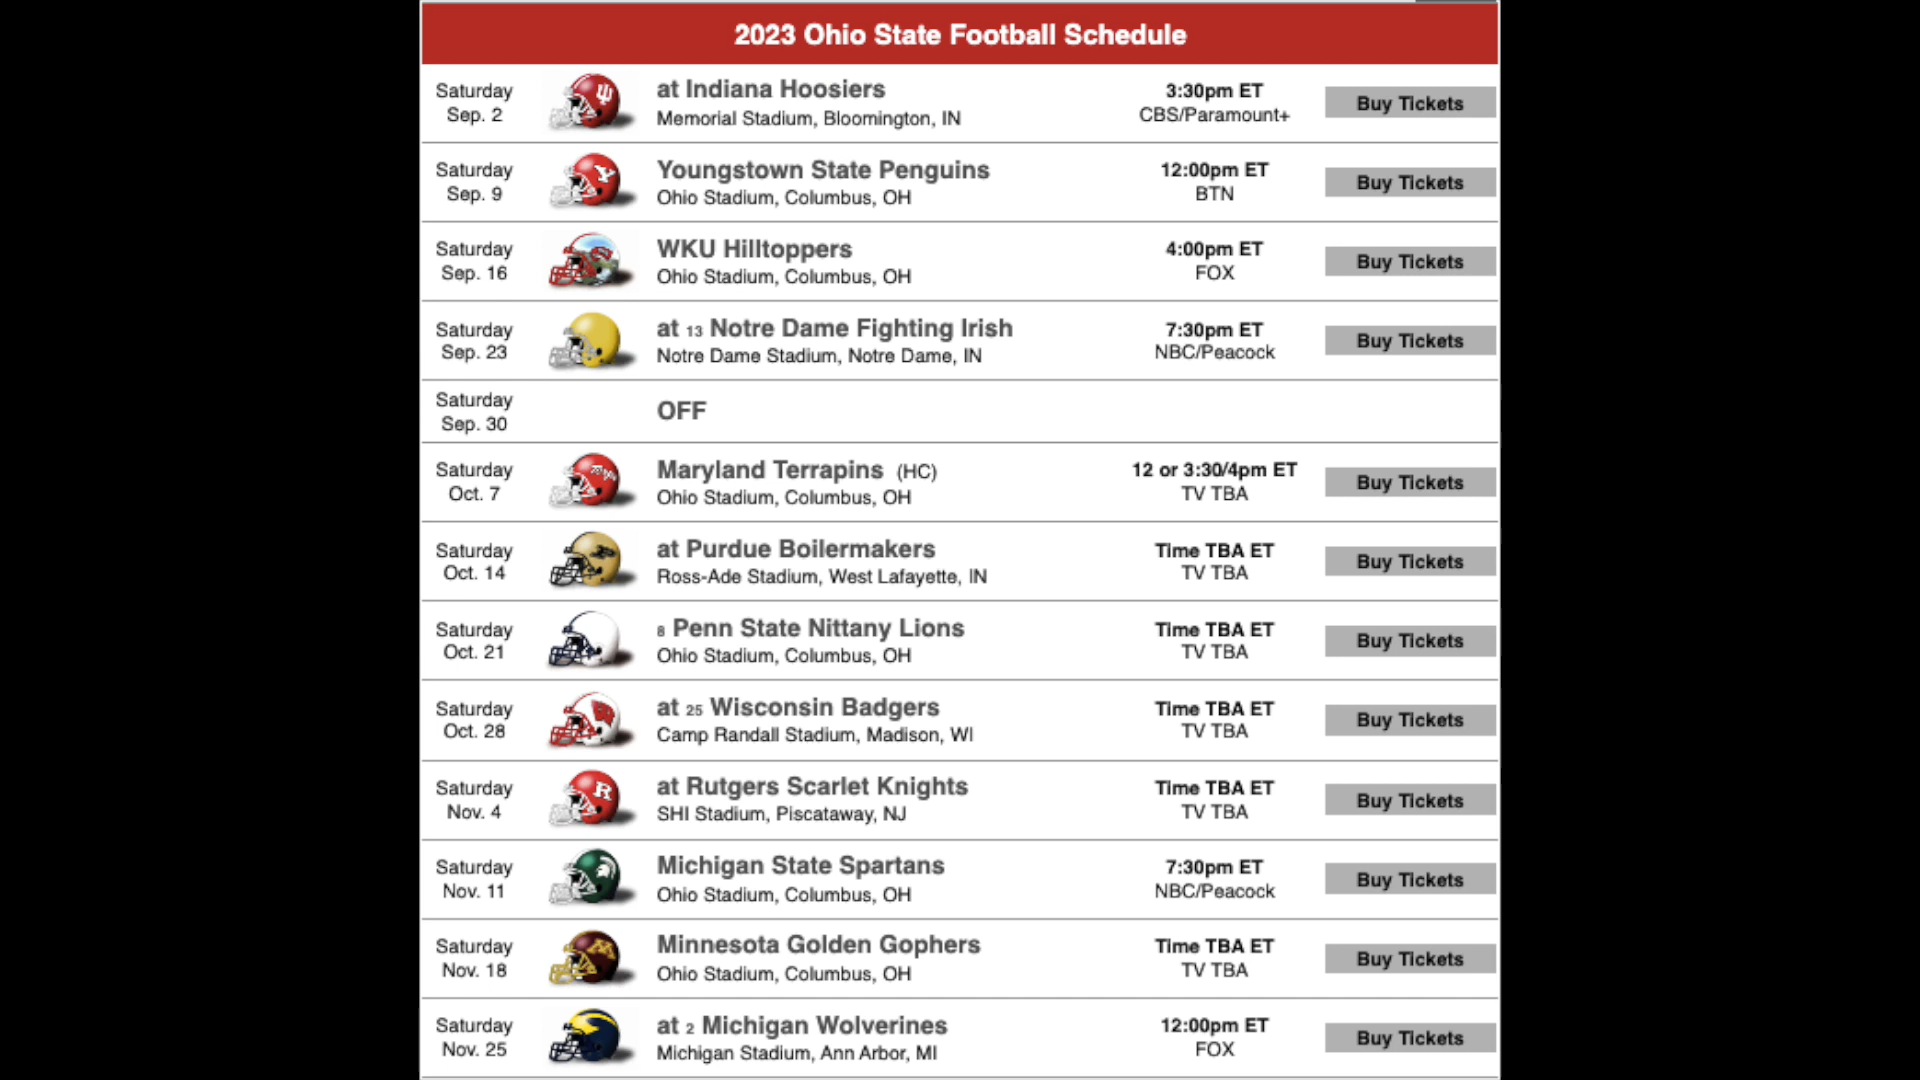 2023 Ohio State Football Schedule
Saturday
Sep. 2
at Indiana Hoosiers
Memorial Stadium, Bloomington, IN
3:30pm ET
CBS/Paramount+
Buy Tickets
Saturday
Sep. 9
Youngstown State Penguins
Ohio Stadium, Columbus, OH
12:00pm ET
BTN
Buy Tickets
Saturday
Sep. 16
WKU Hilltoppers
Ohio Stadium, Columbus, OH
4:00pm ET
FOX
Buy Tickets
Saturday
Sep. 23
at 13 Notre Dame Fighting Irish
Notre Dame Stadium, Notre Dame, IN
7:30pm ET
NBC/Peacock
Buy Tickets
Saturday
Sep. 30
OFF
Saturday
Oct. 7
Maryland Terrapins (HC)
Ohio Stadium, Columbus, OH
12 or 3:30/4pm ET
TV TBA
Buy Tickets
Saturday
Oct. 14
at Purdue Boilermakers
Ross-Ade Stadium, West Lafayette, IN
Time TBA ET
TV TBA
Buy Tickets
Saturday
Oct. 21
8 Penn State Nittany Lions
Ohio Stadium, Columbus, OH
Time TBA ET
TV TBA
Buy Tickets
Saturday
Oct. 28
at 25 Wisconsin Badgers
Camp Randall Stadium, Madison, WI
Time TBA ET
TV TBA
Buy Tickets
Saturday
Nov. 4
at Rutgers Scarlet Knights
SHI Stadium, Piscataway, NJ
Time TBA ET
TV TBA
Buy Tickets
Saturday
Nov. 11
Michigan State Spartans
Ohio Stadium, Columbus, OH
7:30pm ET
NBC/Peacock
Buy Tickets
Saturday
Nov. 18
Minnesota Golden Gophers
Ohio Stadium, Columbus, OH
Time TBA ET
TV TBA
Buy Tickets
Saturday
Nov. 25
at 2 Michigan Wolverines
Michigan Stadium, Ann Arbor, MI
12:00pm ET
FOX
Buy Tickets